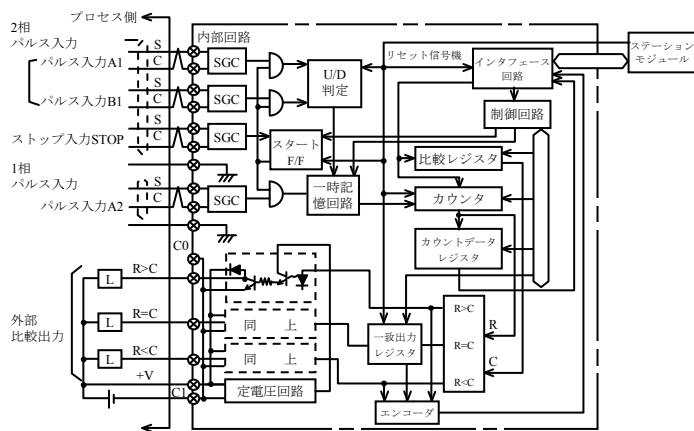 プロセス側
2相
パルス入力
内部回路
S
C
パルス入力A1
SGC
U/D
判定
リセット信号機
インタフェース
回路
ステーション
モジュール
S
C
パルス入力B1
SGC
制御回路
S
C
ストップ入力STOP
SGC
スタート
F/F
比較レジスタ
1相
パルス入力
S
C
パルス入力A2
SGC
一時記
憶回路
カウンタ
C0
カウントデータ
レジスタ
外部
比較出力
L
R>C
R>C
R
L
R=C
同 上
一致出力
レジスタ
R=C
C
L
R<C
同 上
R<C
+V
定電圧回路
C1
エンコーダ